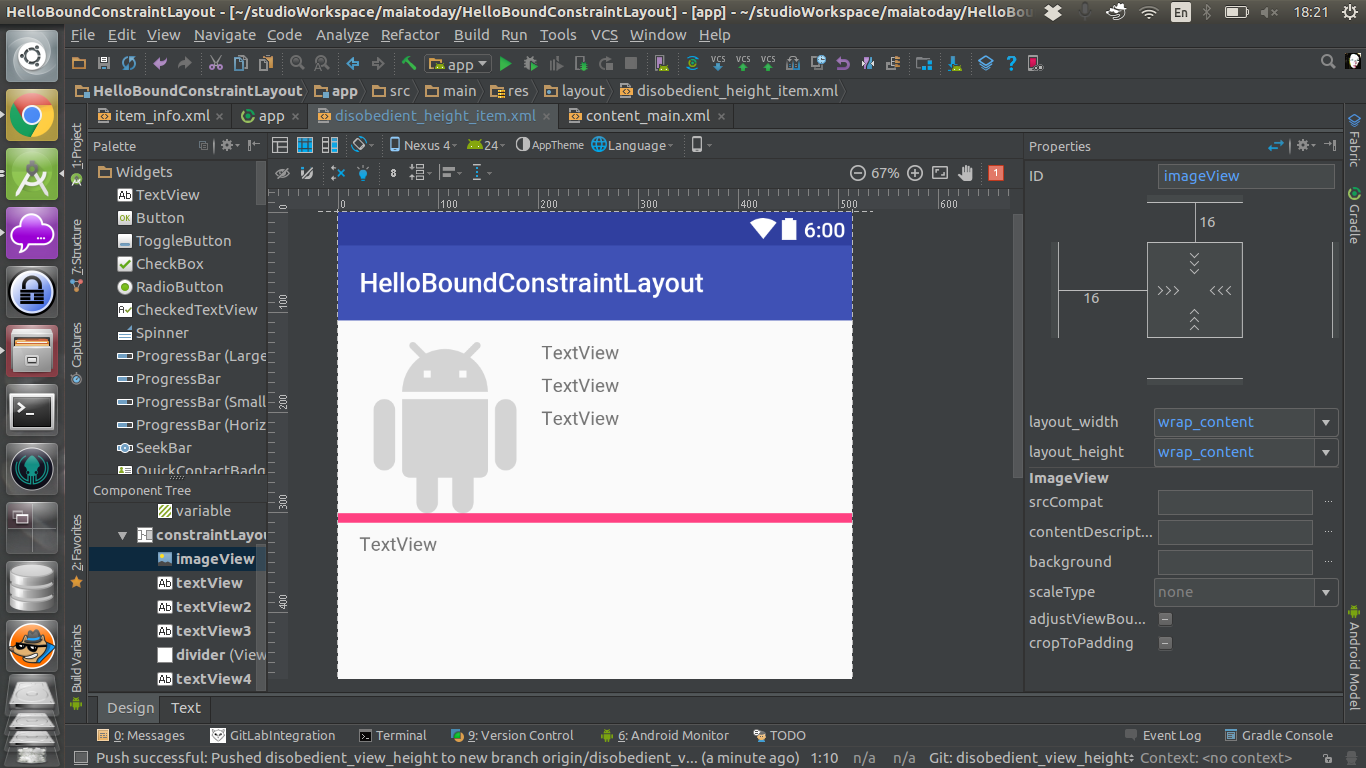 HelloBoundConstraintLayout - [~/studioWorkspace/maiatoday/HelloBoundConstraintLayout] - [app] - ~/studioWorkspace/maiatoday/HelloBoun
En
18:21
File Edit View Navigate Code Analyze Refactor Build Run Tools VCS Window Help
app
VCS VCS VCS
HelloBoundConstraintLayout app src main res layout disobedient_height_item.xml
item_info.xml × app × disobedient_height_item.xml × content_main.xml ×
1: Project
7: Structure
Captures
2: Favorites
Build Variants
Palette
Widgets
TextView
Button
ToggleButton
CheckBox
RadioButton
CheckedTextView
Spinner
ProgressBar (Large
ProgressBar
ProgressBar (Small
ProgressBar (Horiz
SeekBar
QuickContactBadg
Component Tree
variable
constraintLayou
imageView
textView
textView2
textView3
divider (View
textView4
Nexus 4 24 AppTheme Language
8
67%
1
0 100 200 300 400 500 600
0
100
200
300
400
6:00
HelloBoundConstraintLayout
TextView
TextView
TextView
TextView
Properties
ID imageView
16
16
layout_width wrap_content
layout_height wrap_content
ImageView
srcCompat ...
contentDescript... ...
background ...
scaleType none
adjustViewBou...
cropToPadding
Fabric
Gradle
Android Model
Design Text
0: Messages GitLabIntegration Terminal 9: Version Control 6: Android Monitor TODO Event Log Gradle Console
Push successful: Pushed disobedient_view_height to new branch origin/disobedient_v... (a minute ago) 1:10 n/a n/a Git: disobedient_view_height Context: <no context>